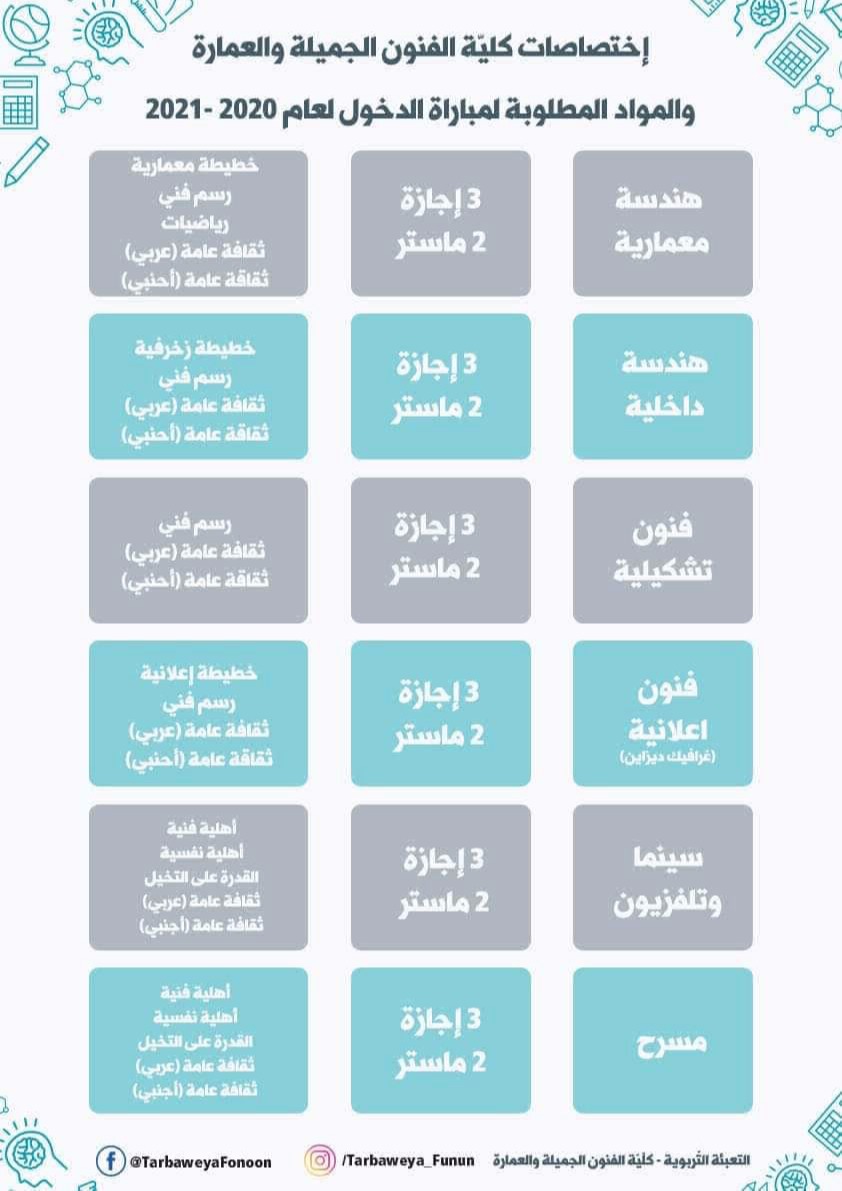 إختصاصات كليّة الفنون الجميلة والعمارة
والمواد المطلوبة لمباراة الدخول لعام 2020 -2021
هندسة
معمارية
3 إجازة
2 ماستر
خطيطة معمارية
رسم فني
رياضيات
ثقافة عامة (عربي)
ثقاقة عامة (أحنبي)
هندسة
داخلية
3 إجازة
2 ماستر
خطيطة زخرفية
رسم فني
ثقافة عامة (عربي)
ثقاقة عامة (أحنبي)
فنون
تشكيلية
3 إجازة
2 ماستر
رسم فني
ثقافة عامة (عربي)
ثقاقة عامة (أحنبي)
فنون
اعلانية
(غرافيك ديزاين)
3 إجازة
2 ماستر
خطيطة إعلانية
رسم فني
ثقافة عامة (عربي)
ثقاقة عامة (أحنبي)
سينما
وتلفزيون
3 إجازة
2 ماستر
أهلية فنية
أهلية نفسية
القدرة على التخيل
ثقافة عامة (عربي)
ثقافة عامة (أجنبي)
مسرح
3 إجازة
2 ماستر
أهلية فنية
أهلية نفسية
القدرة على التخيل
ثقافة عامة (عربي)
ثقافة عامة (أجنبي)
التعبئة التّربوية - كليّة الفنون الجميلة والعمارة
/Tarbaweya_Funun
@TarbaweyaFonoon